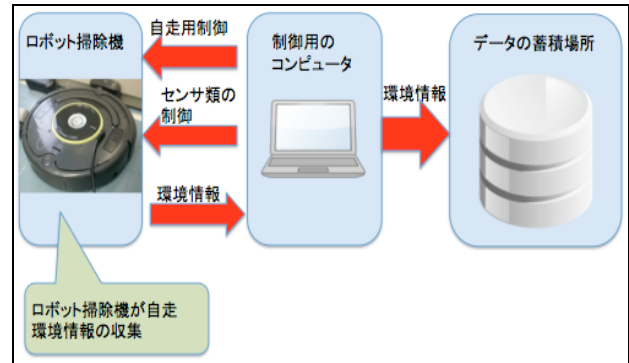 ロボット掃除機
自走用制御
センサ類の
制御
環境情報
制御用の
コンピュータ
環境情報
データの蓄積場所
ロボット掃除機が自走
環境情報の収集